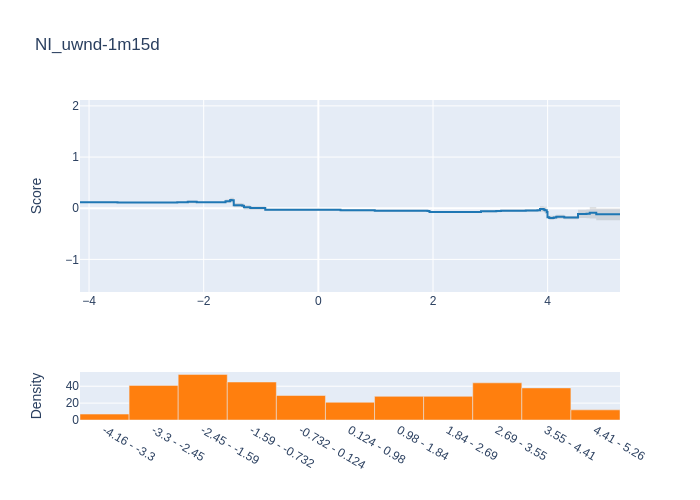 NI_uwnd-1m15d
2
1
0
−1
Score
−4
−2
0
2
4
40
20
0
Density
-4.16 - -3.3
-3.3 - -2.45
-2.45 - -1.59
-1.59 - -0.732
-0.732 - 0.124
0.124 - 0.98
0.98 - 1.84
1.84 - 2.69
2.69 - 3.55
3.55 - 4.41
4.41 - 5.26